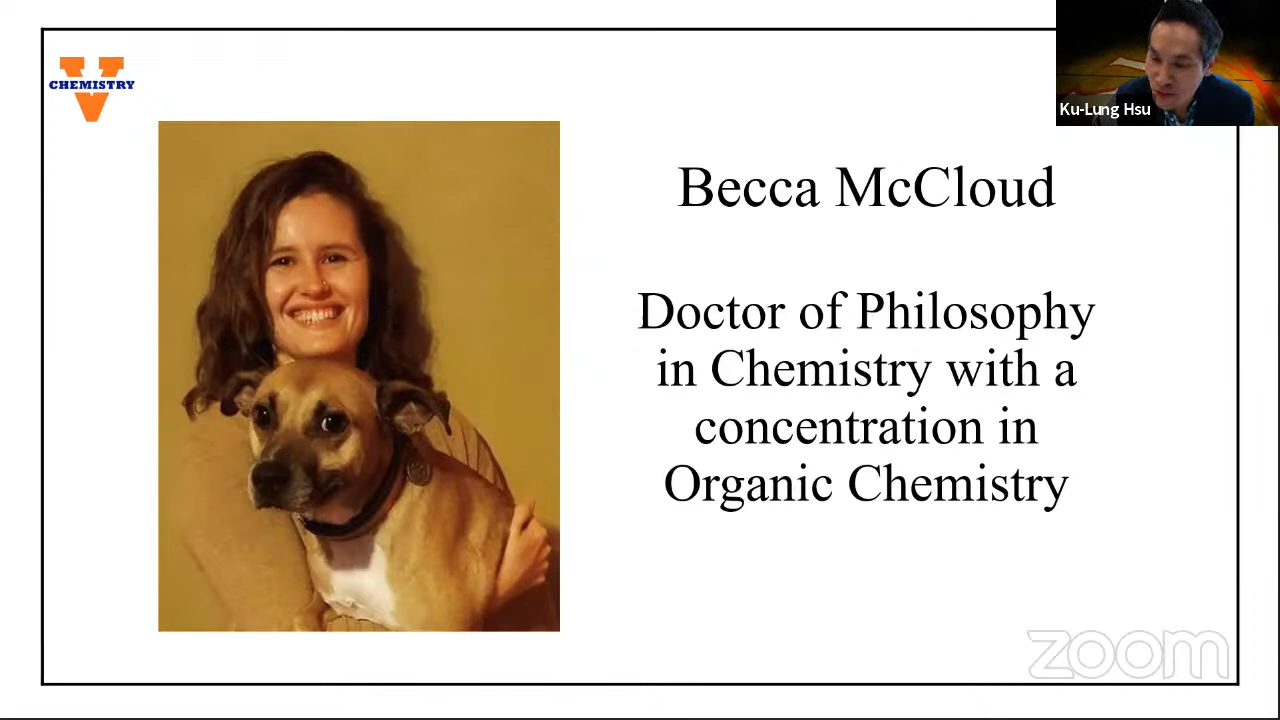 CHEMISTRY
Ku-Lung Hsu
Becca McCloud
Doctor of Philosophy
in Chemistry with a
concentration in
Organic Chemistry
zoom